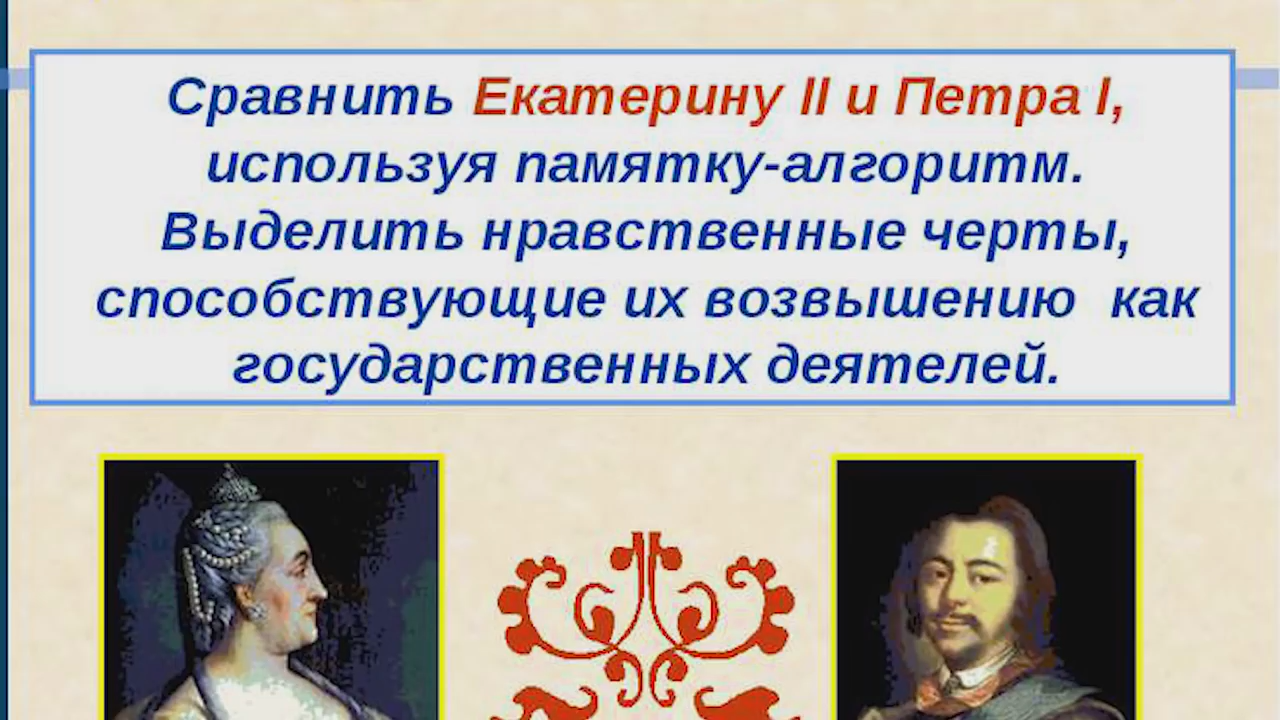 Сравнить Екатерину II и Петра I,
используя памятку-алгоритм.
Выделить нравственные черты,
способствующие их возвышению как
государственных деятелей.